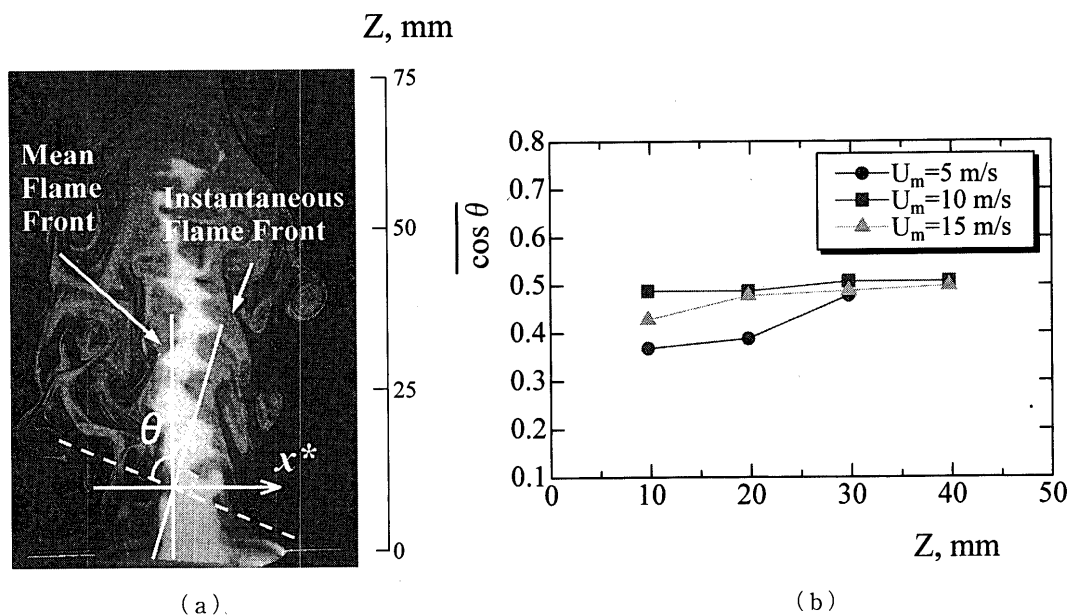 Z, mm
75
50
25
0
Mean
Flame
Front
Instantaneous
Flame Front
θ
x*
(a)
cos θ
0.8
0.7
0.6
0.5
0.4
0.3
0.2
0.1
0
10
20
30
40
50
Z, mm
U_m=5 m/s
U_m=10 m/s
U_m=15 m/s
(b)